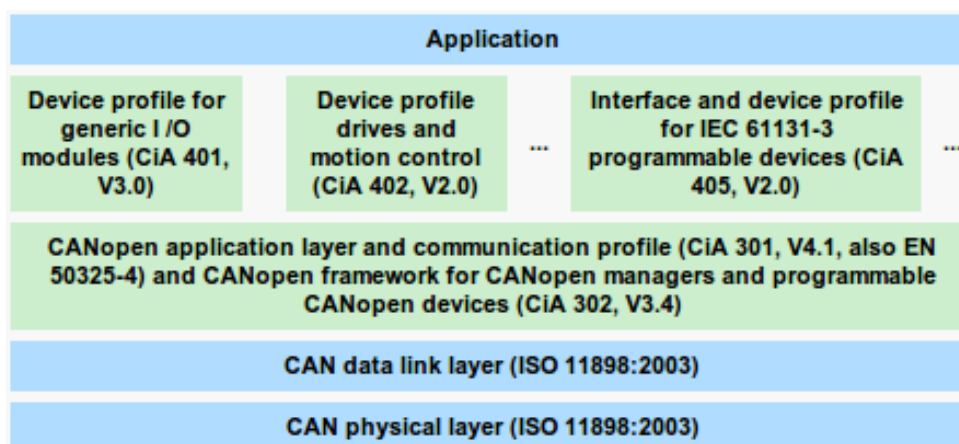 Application
Device profile for
generic I /O
modules (CiA 401,
V3.0)
Device profile
drives and
motion control
(CiA 402, V2.0)
...
Interface and device profile
for IEC 61131-3
programmable devices (CiA
405, V2.0)
...
CANopen application layer and communication profile (CiA 301, V4.1, also EN
50325-4) and CANopen framework for CANopen managers and programmable
CANopen devices (CiA 302, V3.4)
CAN data link layer (ISO 11898:2003)
CAN physical layer (ISO 11898:2003)